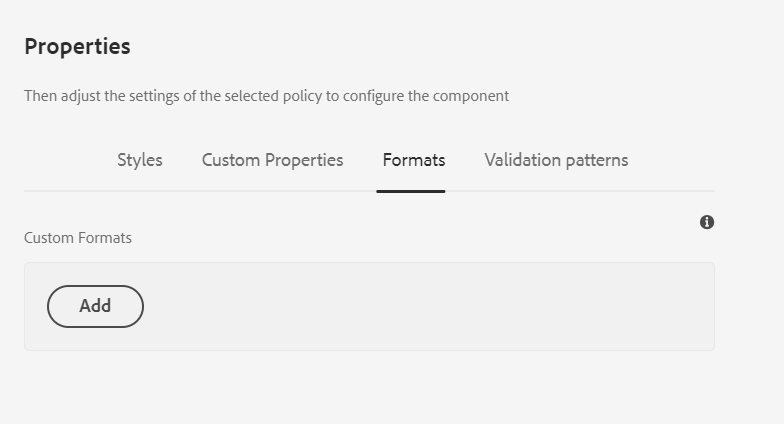 Properties
Then adjust the settings of the selected policy to configure the component
Styles Custom Properties Formats Validation patterns
Custom Formats
Add